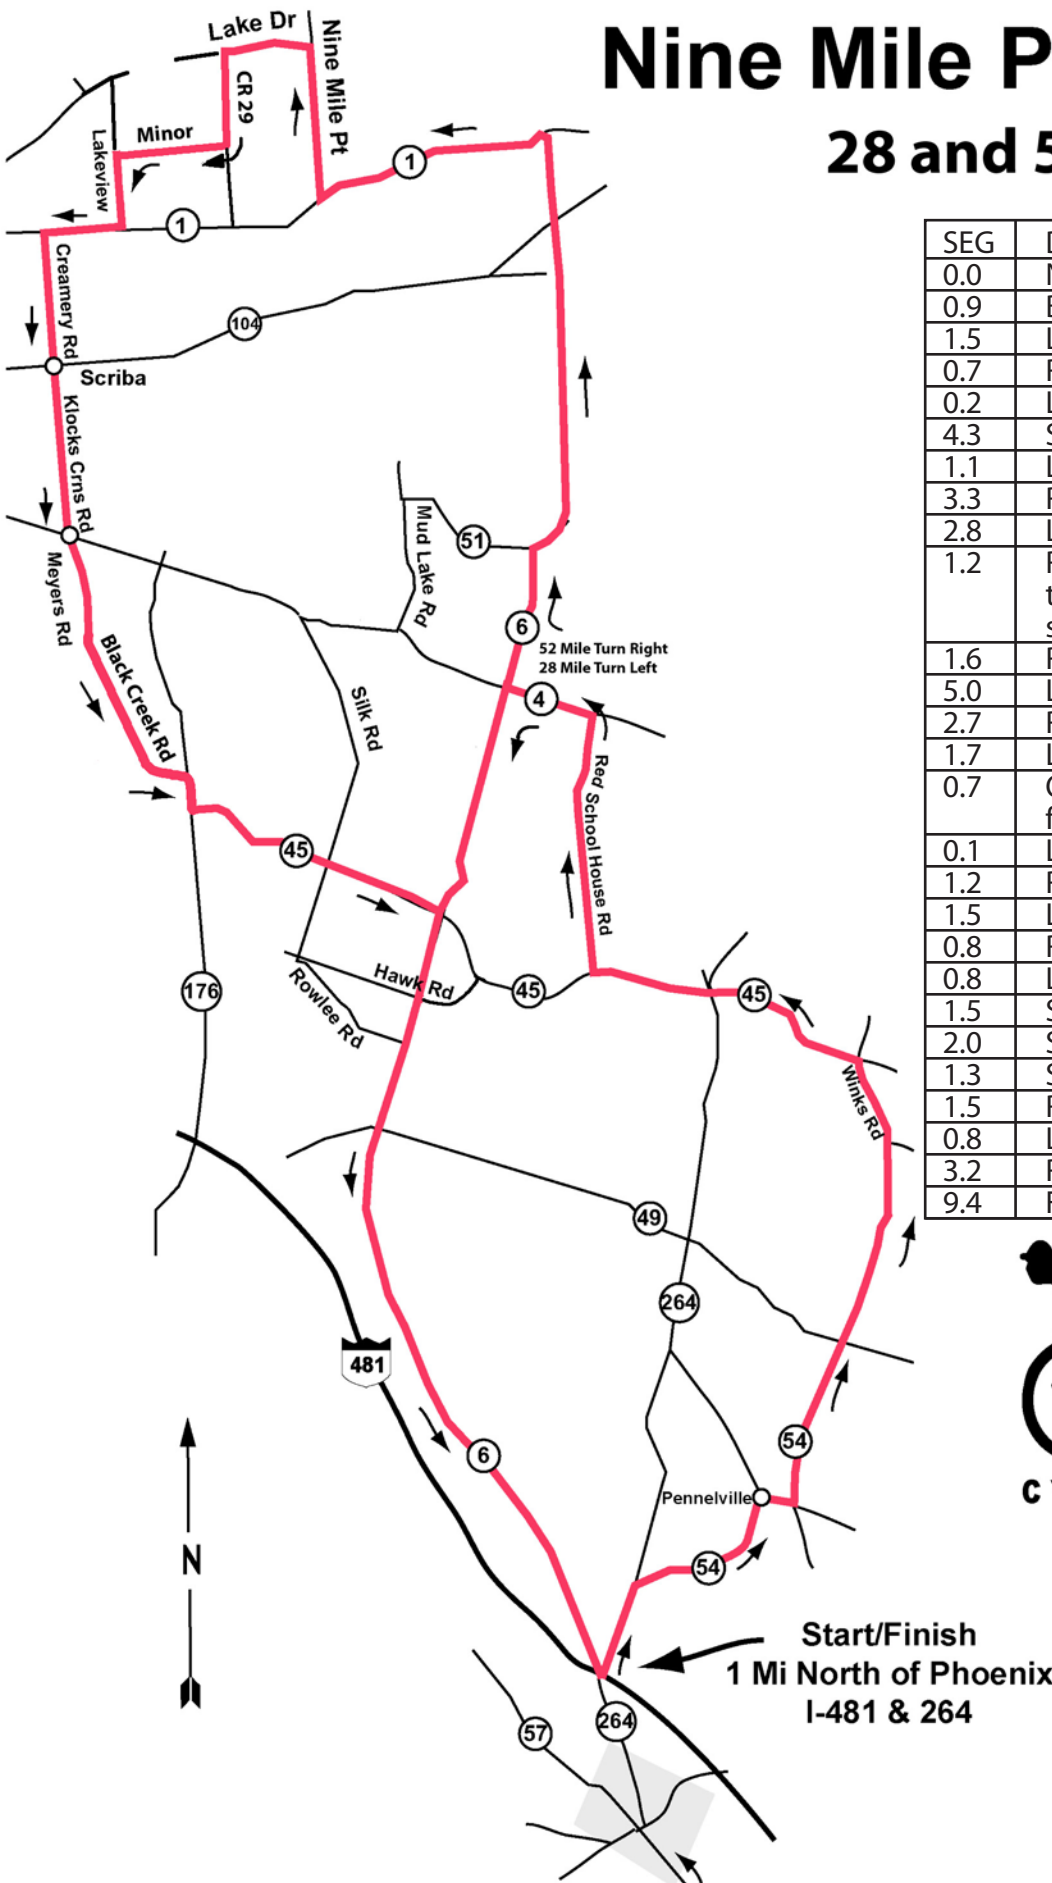 Nine Mile P
28 and 5
Lake Dr
Nine Mile Pt
CR 29
Minor
Lakeview
1
1
Creamery Rd
104
Scriba
Klocks Crns Rd
Mud Lake Rd
51
Meyers Rd
6
52 Mile Turn Right
28 Mile Turn Left
Black Creek Rd
Silk Rd
4
Red School House Rd
45
176
Hawk Rd
45
45
Rowlee Rd
Winks Rd
49
264
481
6
54
Pennelville
54
N
Start/Finish
1 Mi North of Phoenix
I-481 & 264
57
264
SEG
0.0
0.9
1.5 L
0.7
0.2 L
4.3 S
1.1 L
3.3
2.8 L
1.2
t
s
1.6
5.0 L
2.7
1.7 L
0.7
f
0.1 L
1.2
1.5 L
0.8
0.8 L
1.5 S
2.0 S
1.3 S
1.5
0.8 L
3.2
9.4
c